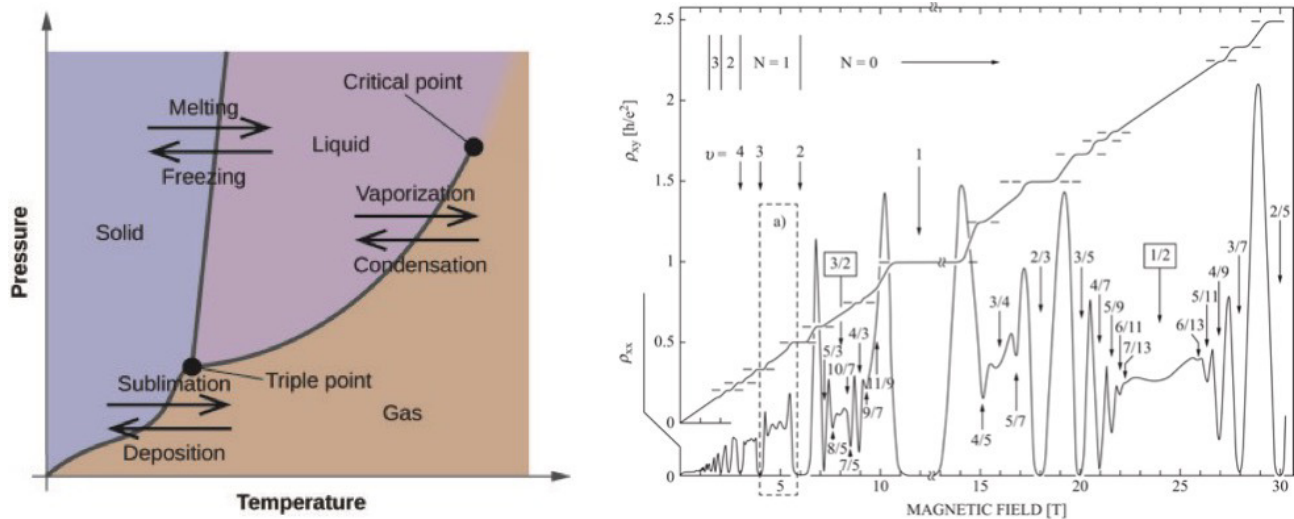 Pressure
Melting
Freezing
Critical point
Liquid
Solid
Vaporization
Condensation
Sublimation
Deposition
Triple point
Gas
Temperature
2.5
2
1.5
1
0.5
0
0
ρxy [h/e²]
ρxx
3 2 N = 1 N = 0
υ = 4 3 2 1
a)
3/2
5/3
10/7
4/3
11/9
9/7
8/5
7/5
3/4
4/5
5/7
2/3
3/5
4/7
5/9
6/11
7/13
1/2
6/13
5/11
4/9
3/7
2/5
5 10 15 20 25 30
MAGNETIC FIELD [T]